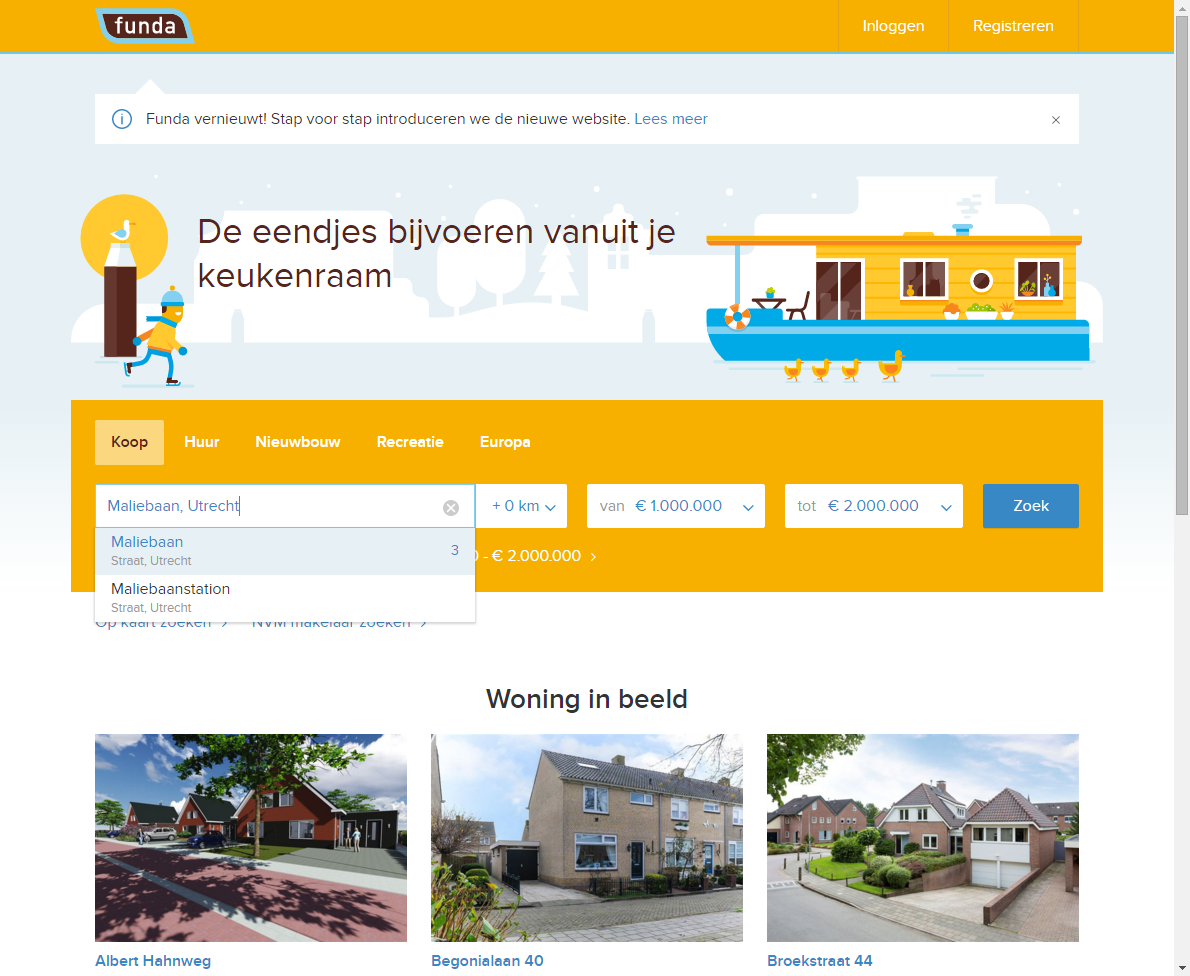 funda
Inloggen
Registreren
Funda vernieuwt! Stap voor stap introduceren we de nieuwe website. Lees meer
De eendjes bijvoeren vanuit je
keukenraam
Koop
Huur
Nieuwbouw
Recreatie
Europa
Maliebaan, Utrecht
+ 0 km
van € 1.000.000
tot € 2.000.000
Zoek
Maliebaan
3
Straat, Utrecht
- € 2.000.000
Maliebaanstation
Straat, Utrecht
Op kaart zoeken
NVM makelaar zoeken
Woning in beeld
Albert Hahnweg
Begonialaan 40
Broekstraat 44